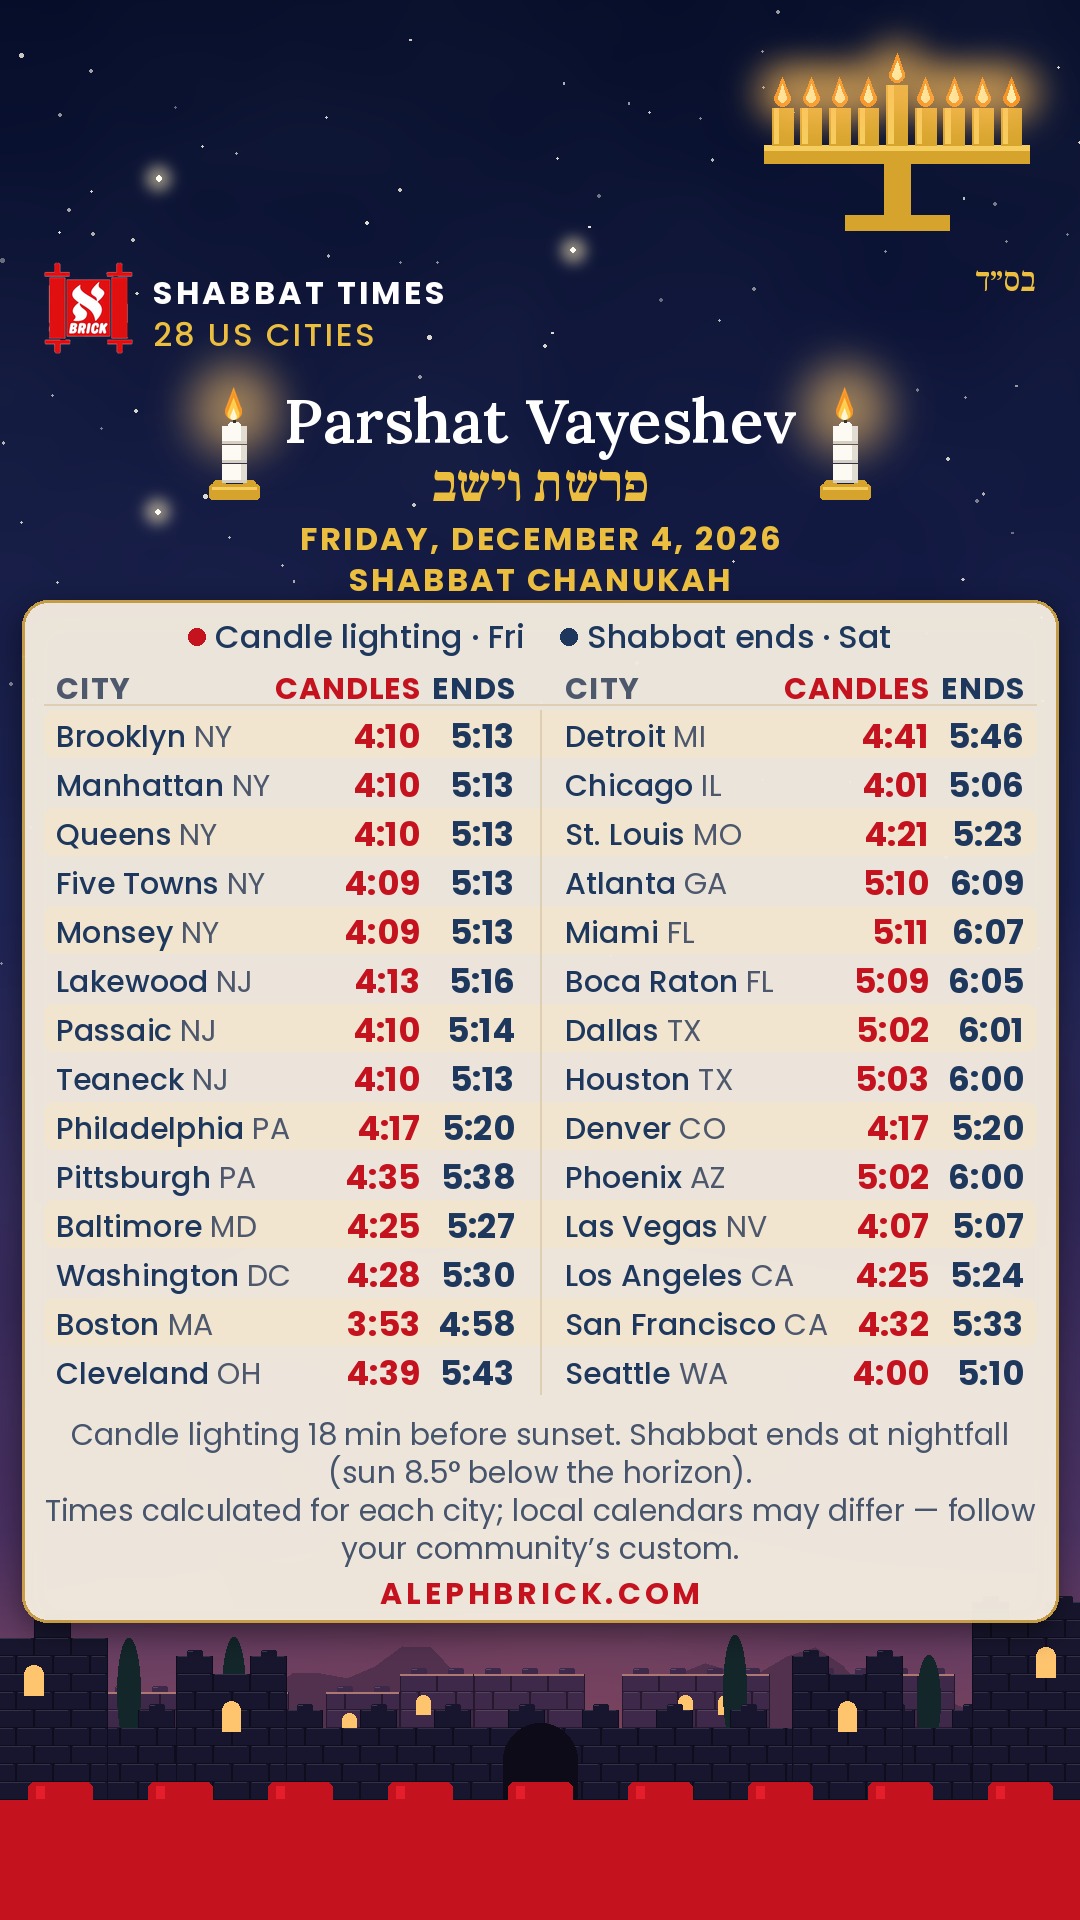 בס״ד
א
BRICK
SHABBAT TIMES
28 US CITIES
Parshat Vayeshev
פרשת וישב
FRIDAY, DECEMBER 4, 2026
SHABBAT CHANUKAH
Candle lighting · Fri Shabbat ends · Sat
CITY CANDLES ENDS CITY CANDLES ENDS
Brooklyn NY 4:10 5:13 Detroit MI 4:41 5:46
Manhattan NY 4:10 5:13 Chicago IL 4:01 5:06
Queens NY 4:10 5:13 St. Louis MO 4:21 5:23
Five Towns NY 4:09 5:13 Atlanta GA 5:10 6:09
Monsey NY 4:09 5:13 Miami FL 5:11 6:07
Lakewood NJ 4:13 5:16 Boca Raton FL 5:09 6:05
Passaic NJ 4:10 5:14 Dallas TX 5:02 6:01
Teaneck NJ 4:10 5:13 Houston TX 5:03 6:00
Philadelphia PA 4:17 5:20 Denver CO 4:17 5:20
Pittsburgh PA 4:35 5:38 Phoenix AZ 5:02 6:00
Baltimore MD 4:25 5:27 Las Vegas NV 4:07 5:07
Washington DC 4:28 5:30 Los Angeles CA 4:25 5:24
Boston MA 3:53 4:58 San Francisco CA 4:32 5:33
Cleveland OH 4:39 5:43 Seattle WA 4:00 5:10
Candle lighting 18 min before sunset. Shabbat ends at nightfall
(sun 8.5° below the horizon).
Times calculated for each city; local calendars may differ — follow
your community’s custom.
ALEPHBRICK.COM